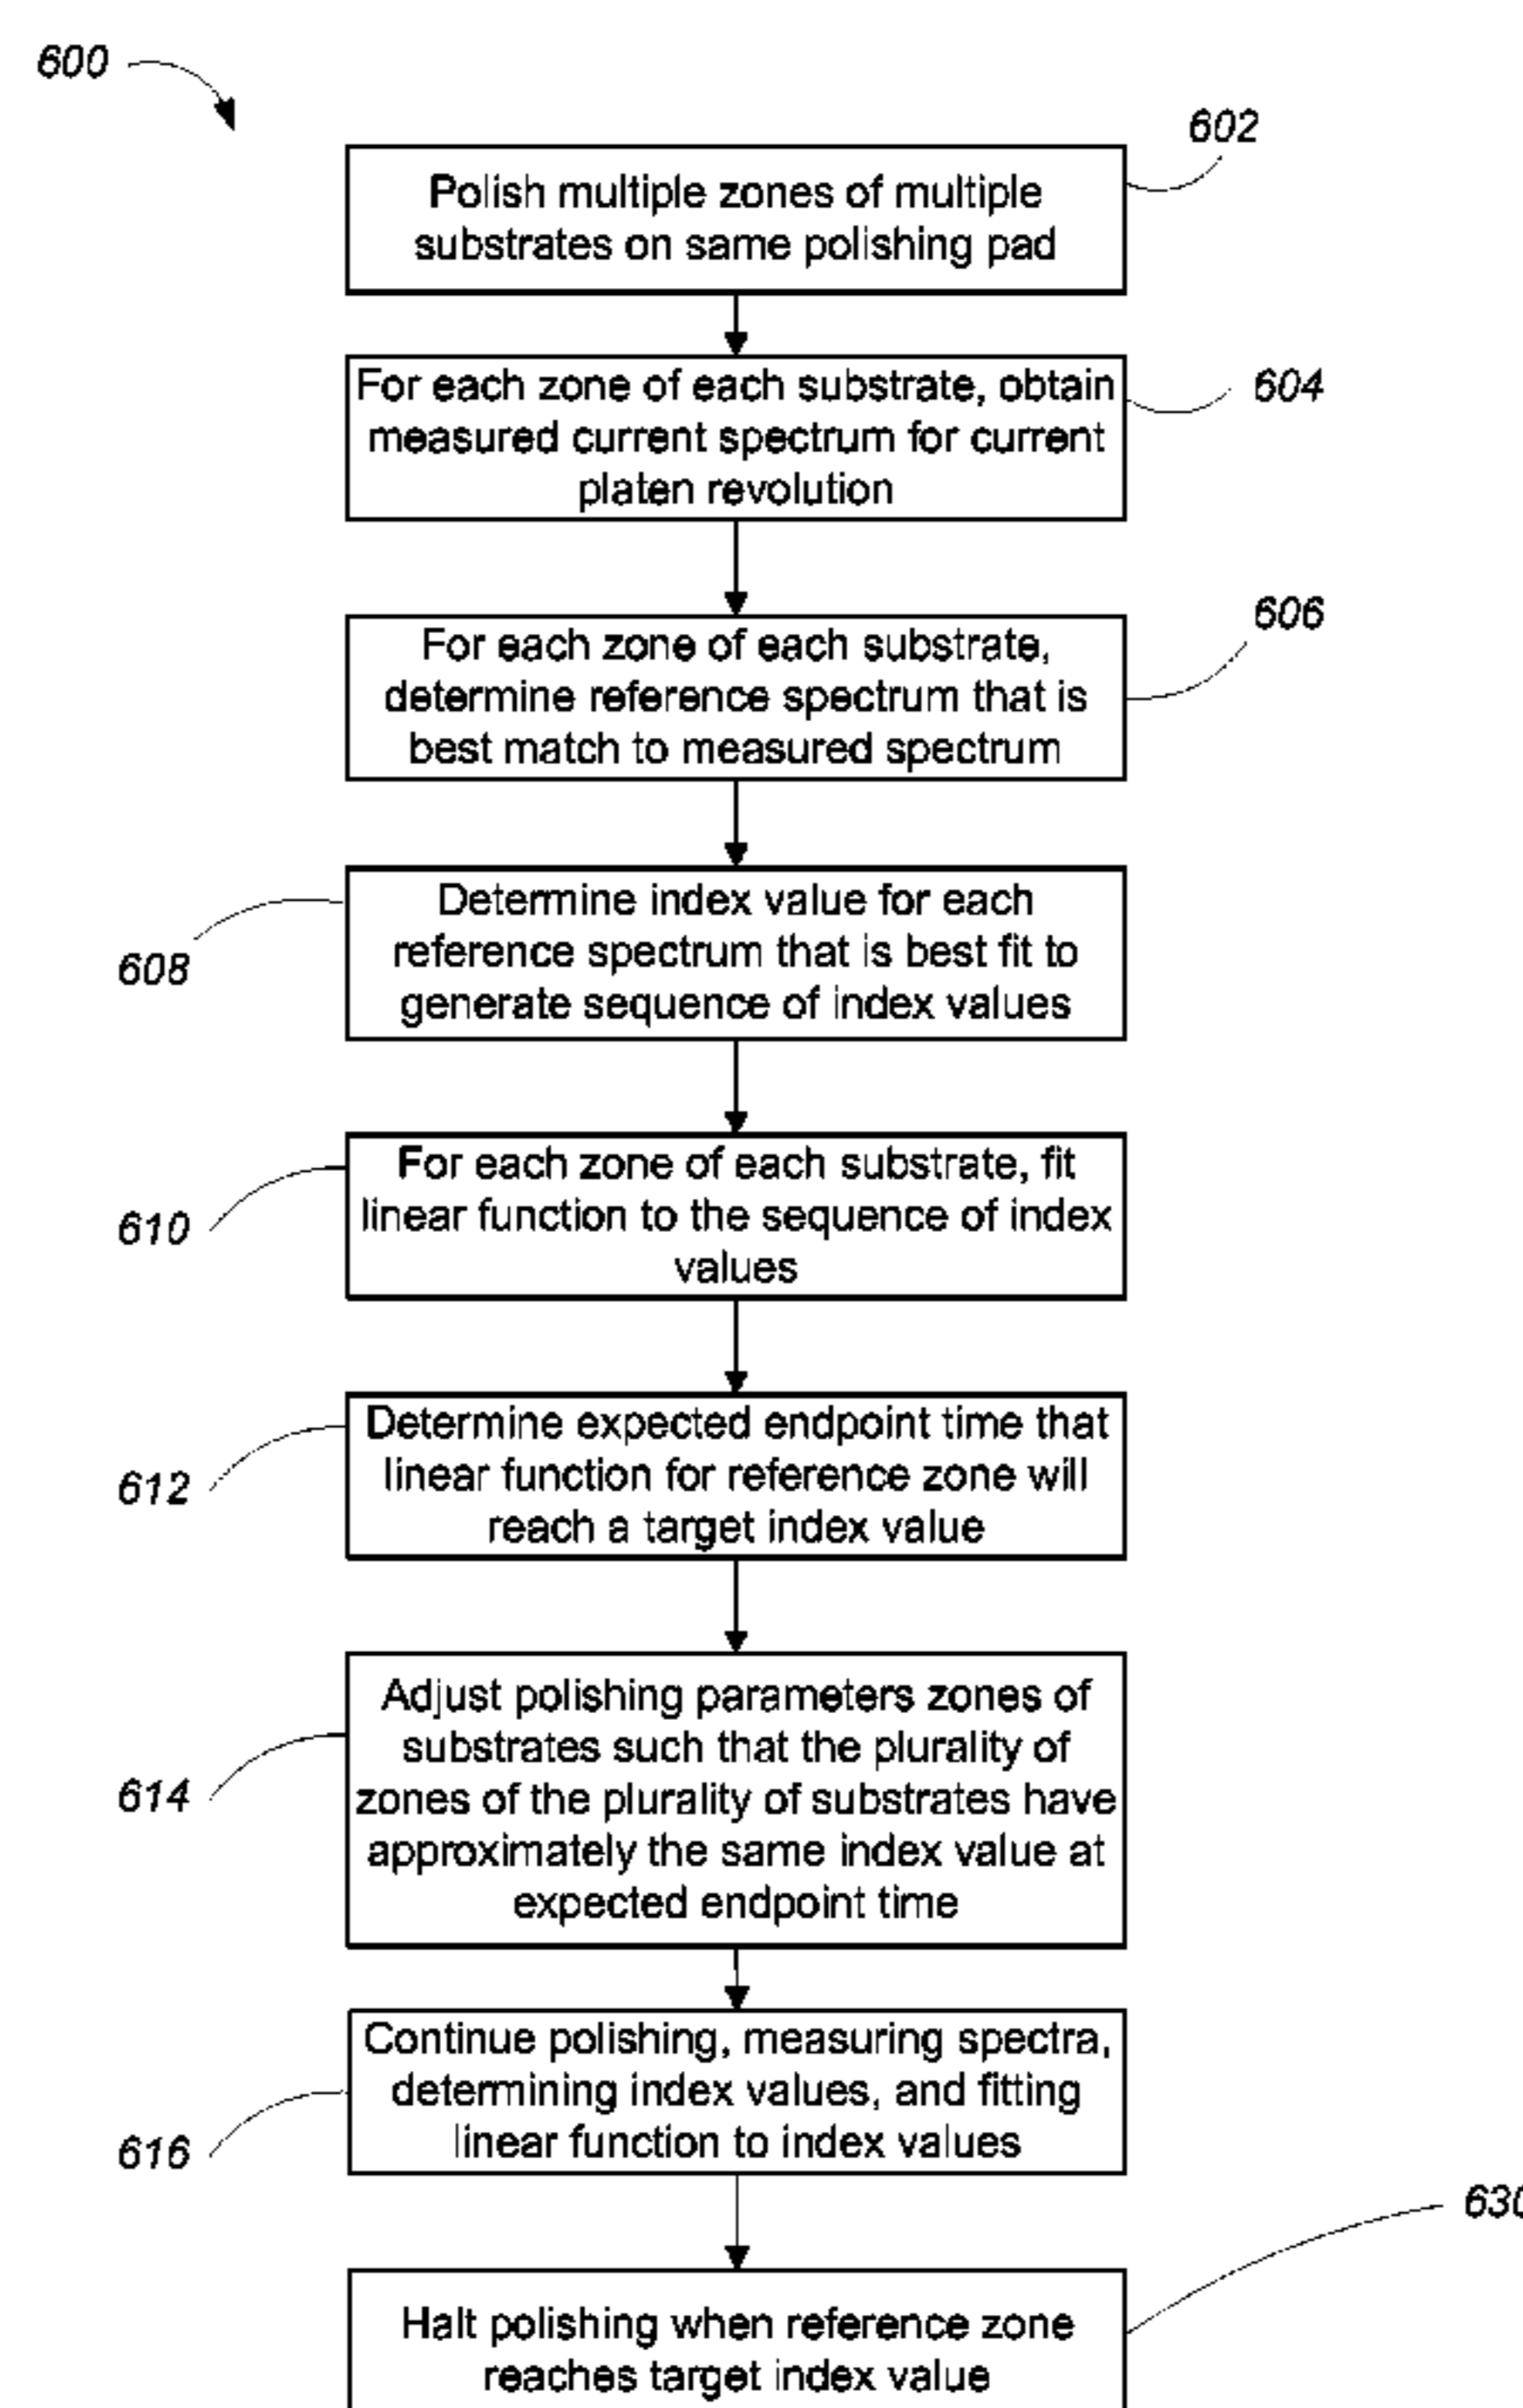 600
602
Polish multiple zones of multiple
substrates on same polishing pad
604
For each zone of each substrate, obtain
measured current spectrum for current
platen revolution
606
For each zone of each substrate,
determine reference spectrum that is
best match to measured spectrum
608
Determine index value for each
reference spectrum that is best fit to
generate sequence of index values
610
For each zone of each substrate, fit
linear function to the sequence of index
values
612
Determine expected endpoint time that
linear function for reference zone will
reach a target index value
614
Adjust polishing parameters zones of
substrates such that the plurality of
zones of the plurality of substrates have
approximately the same index value at
expected endpoint time
616
Continue polishing, measuring spectra,
determining index values, and fitting
linear function to index values
630
Halt polishing when reference zone
reaches target index value